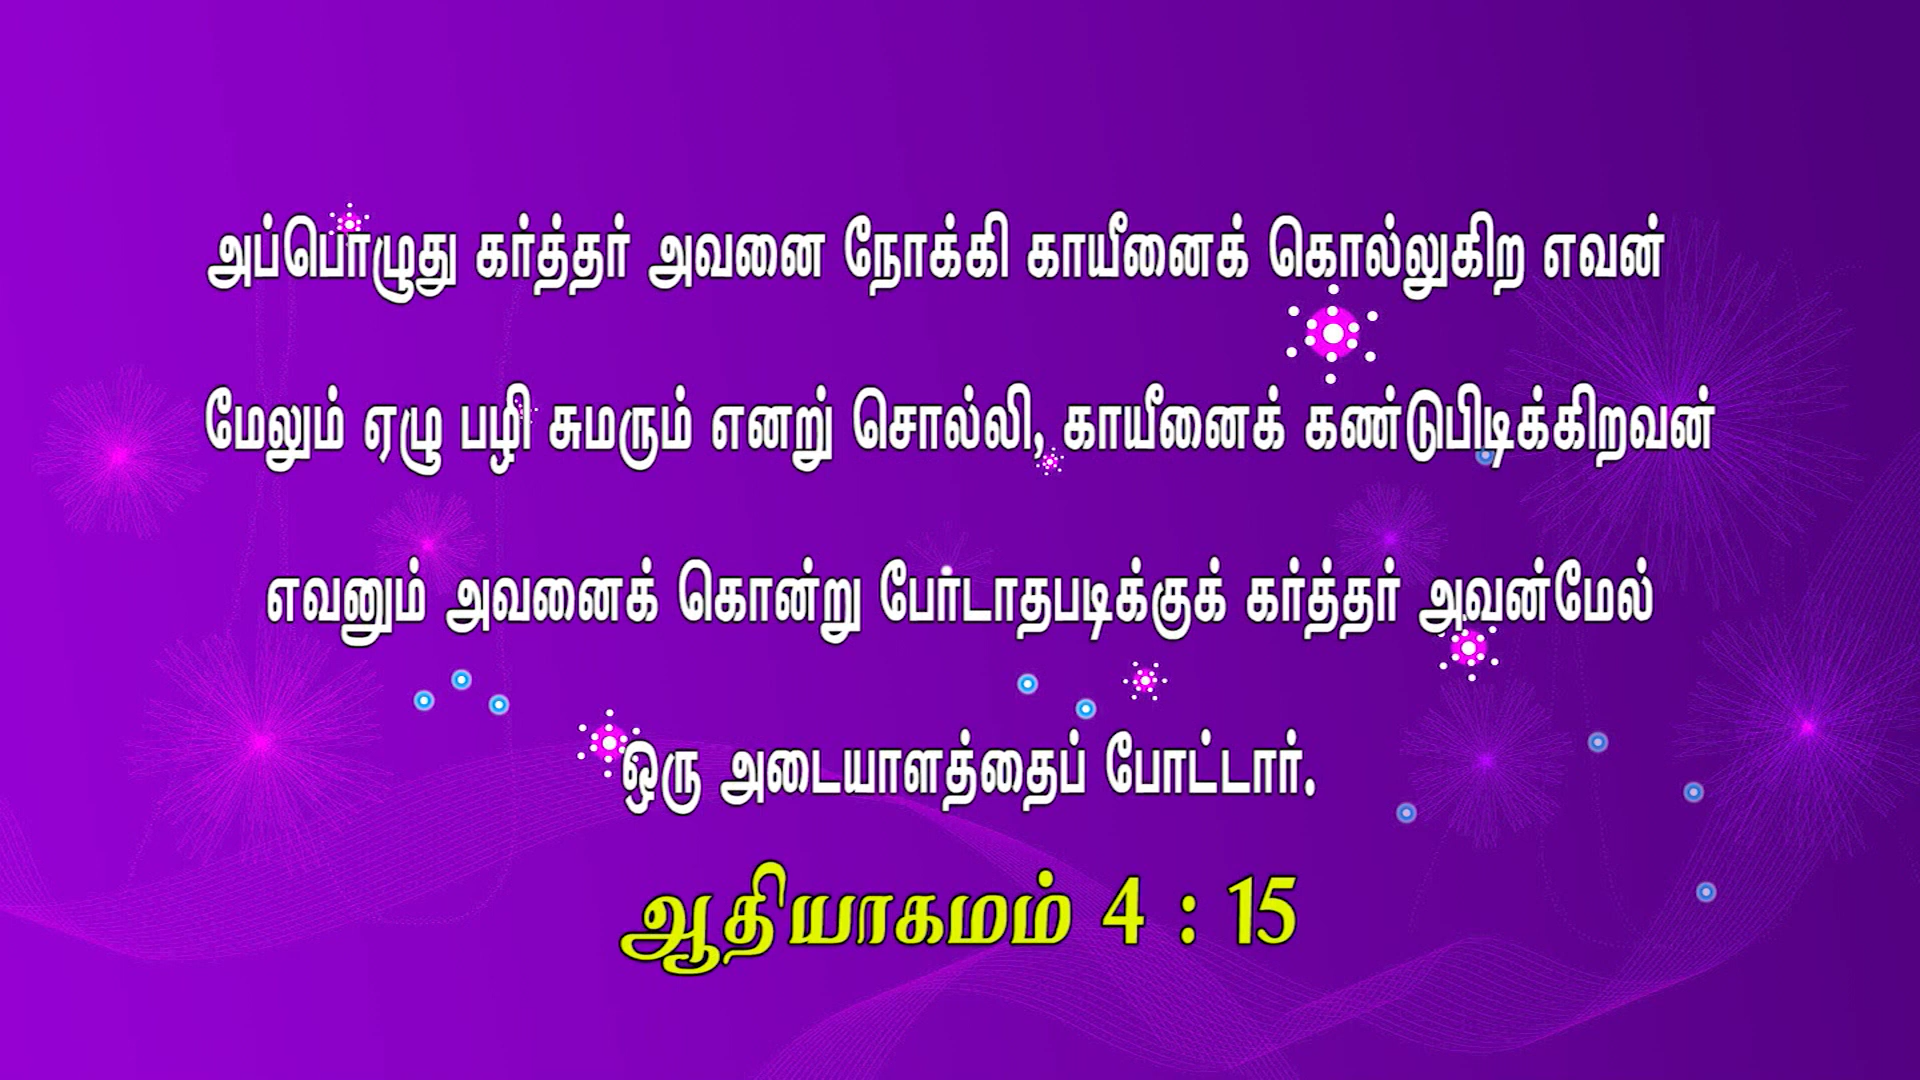 அப்பொழுது கர்த்தர் அவனை நோக்கி காயீனைக் கொல்லுகிற எவன்
மேலும் ஏழு பழி சுமரும் எனறு் சொல்லி, காயீனைக் கண்டுபிடிக்கிறவன்
எவனும் அவனைக் கொன்று பேர்டாதபடிக்குக் கர்த்தர் அவன்மேல்
ஒரு அடையாளத்தைப் போட்டார்.
ஆதியாகமம் 4 : 15